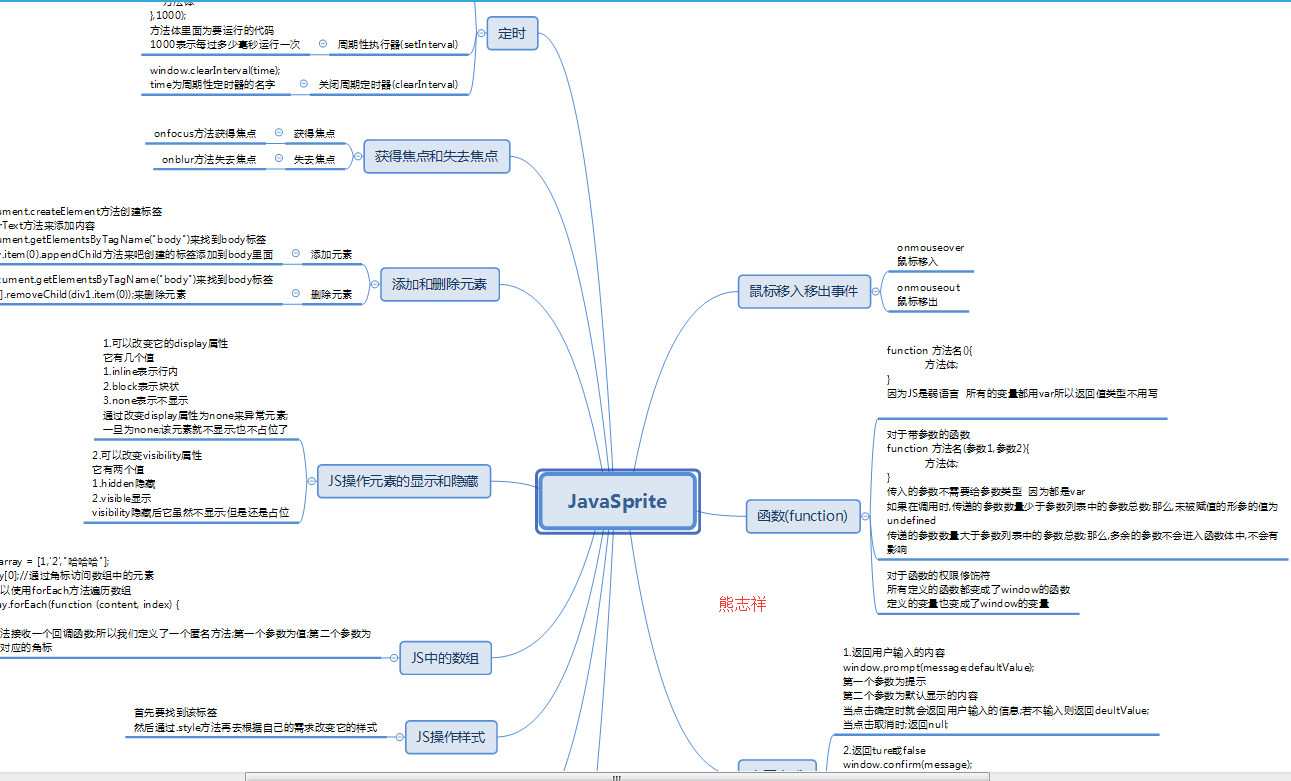 },1000);
方法体里面为要运行的代码
1000表示每过多少毫秒运行一次
周期性执行器(setInterval)
window.clearInterval(time);
time为周期性定时器的名字
关闭周期定时器(clearInterval)
定时
onfocus方法获得焦点
获得焦点
onblur方法失去焦点
失去焦点
获得焦点和失去焦点
ument.createElement方法创建标签
rText方法来添加内容
ument.getElementsByTagName("body")来找到body标签
.item(0).appendChild方法来吧创建的标签添加到body里面
添加元素
cument.getElementsByTagName("body")来找到body标签
].removeChild(div1.item(0));来删除元素
删除元素
添加和删除元素
1.可以改变它的display属性
它有几个值
1.inline表示行内
2.block表示块状
3.none表示不显示
通过改变display属性为none来异常元素;
一旦为none;该元素就不显示;也不占位了
2.可以改变visibility属性
它有两个值
1.hidden隐藏
2.visible显示
visibility隐藏后它虽然不显示;但是还是占位
JS操作元素的显示和隐藏
array = [1,'2',"哈哈哈"];
y[0];//通过角标访问数组中的元素
以使用forEach方法遍历数组
ay.forEach(function (content, index) {
法接收一个回调函数;所以我们定义了一个匿名方法;第一个参数为值;第二个参数为
对应的角标
JS中的数组
首先要找到该标签
然后通过.style方法再去根据自己的需求改变它的样式
JS操作样式
JavaSprite
onmouseover
鼠标移入
onmouseout
鼠标移出
鼠标移入移出事件
function 方法名(){
方法体;
}
因为JS是弱语言 所有的变量都用var所以返回值类型不用写
对于带参数的函数
function 方法名(参数1,参数2){
方法体;
}
传入的参数不需要给参数类型 因为都是var
如果在调用时,传递的参数数量少于参数列表中的参数总数;那么,未被赋值的形参的值为
undefined
传递的参数数量大于参数列表中的参数总数;那么,多余的参数不会进入函数体中,不会有
影响
对于函数的权限修饰符
所有定义的函数都变成了window的函数
定义的变量也变成了window的变量
函数(function)
熊志祥
1.返回用户输入的内容
window.prompt(message;defaultValue);
第一个参数为提示
第二个参数为默认显示的内容
当点击确定时就会返回用户输入的信息;若不输入则返回deultValue;
当点击取消时;返回null;
2.返回ture或false
window.confirm(message);